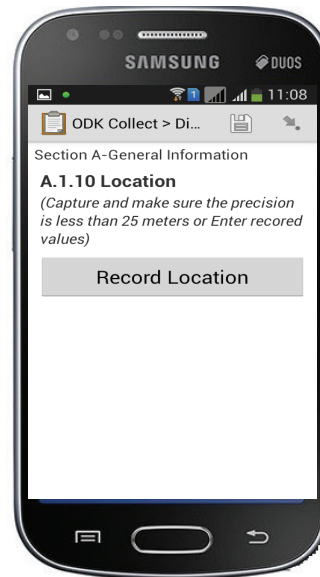 SAMSUNG DUOS
1 11:08
ODK Collect > Di...
Section A-General Information
A.1.10 Location
(Capture and make sure the precision
is less than 25 meters or Enter recored
values)
Record Location